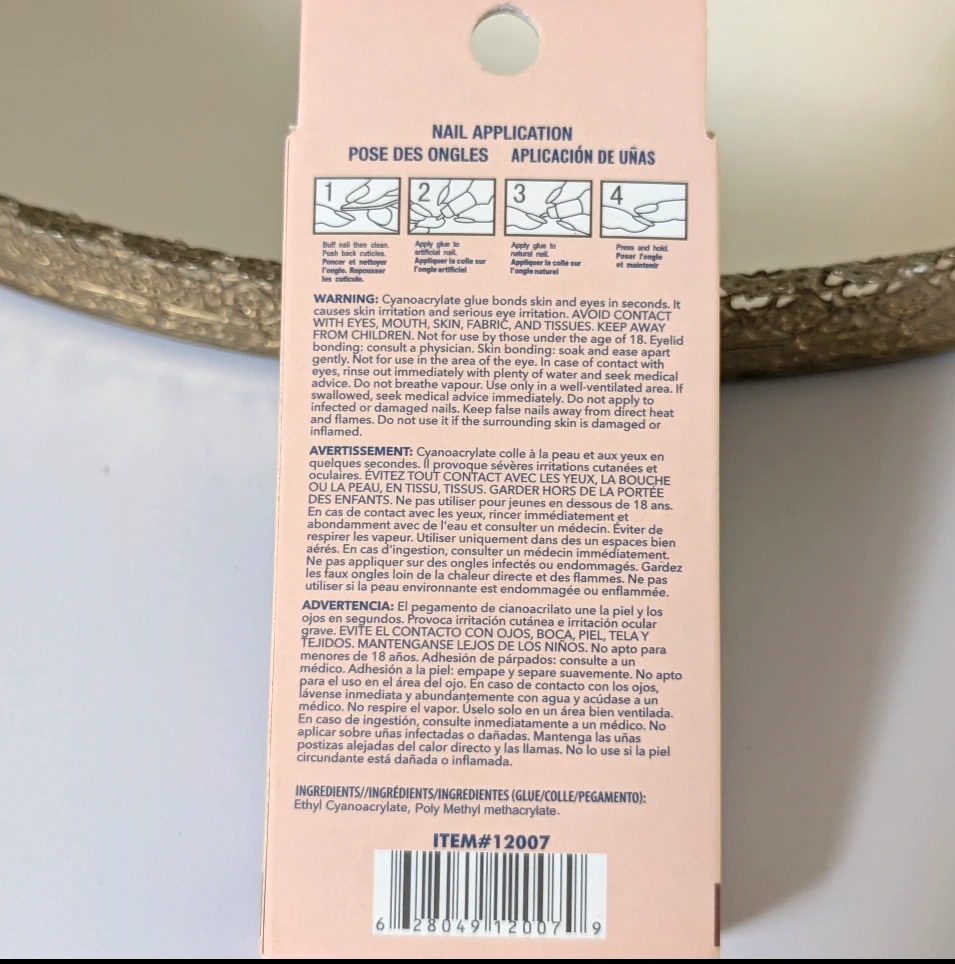 NAIL APPLICATION
POSE DES ONGLES APLICACIÓN DE UÑAS
1
Buff nail then clean.
Push back cuticles.
Poncer et nettoyer
l'ongle. Repousser
les cuticule.
2
Apply glue to
artificial nail.
Appliquer la colle sur
l'ongle artificiel
3
Apply glue to
natural nail.
Appliquer la colle sur
l'ongle naturel
4
Press and hold.
Poser l'ongle
et maintenir
WARNING: Cyanoacrylate glue bonds skin and eyes in seconds. It
causes skin irritation and serious eye irritation. AVOID CONTACT
WITH EYES, MOUTH, SKIN, FABRIC, AND TISSUES. KEEP AWAY
FROM CHILDREN. Not for use by those under the age of 18. Eyelid
bonding: consult a physician. Skin bonding: soak and ease apart
gently. Not for use in the area of the eye. In case of contact with
eyes, rinse out immediately with plenty of water and seek medical
advice. Do not breathe vapour. Use only in a well-ventilated area. If
swallowed, seek medical advice immediately. Do not apply to
infected or damaged nails. Keep false nails away from direct heat
and flames. Do not use it if the surrounding skin is damaged or
inflamed.
AVERTISSEMENT: Cyanoacrylate colle à la peau et aux yeux en
quelques secondes. Il provoque sévères irritations cutanées et
oculaires. ÉVITEZ TOUT CONTACT AVEC LES YEUX, LA BOUCHE
OU LA PEAU, EN TISSU, TISSUS. GARDER HORS DE LA PORTÉE
DES ENFANTS. Ne pas utiliser pour jeunes en dessous de 18 ans.
En cas de contact avec les yeux, rincer immédiatement et
abondamment avec de l'eau et consulter un médecin. Éviter de
respirer les vapeur. Utiliser uniquement dans des un espaces bien
aérés. En cas d'ingestion, consulter un médecin immédiatement.
Ne pas appliquer sur des ongles infectés ou endommagés. Gardez
les faux ongles loin de la chaleur directe et des flammes. Ne pas
utiliser si la peau environnante est endommagée ou enflammée.
ADVERTENCIA: El pegamento de cianoacrilato une la piel y los
ojos en segundos. Provoca irritación cutánea e irritación ocular
grave. EVITE EL CONTACTO CON OJOS, BOCA, PIEL, TELA Y
TEJIDOS. MANTENGANSE LEJOS DE LOS NIÑOS. No apto para
menores de 18 años. Adhesión de párpados: consulte a un
médico. Adhesión a la piel: empape y separe suavemente. No apto
para el uso en el área del ojo. En caso de contacto con los ojos,
lávense inmediata y abundantemente con agua y acúdase a un
médico. No respire el vapor. Úselo solo en un área bien ventilada.
En caso de ingestión, consulte inmediatamente a un médico. No
aplicar sobre uñas infectadas o dañadas. Mantenga las uñas
postizas alejadas del calor directo y las llamas. No lo use si la piel
circundante está dañada o inflamada.
INGREDIENTS//INGRÉDIENTS/INGREDIENTES (GLUE/COLLE/PEGAMENTO):
Ethyl Cyanoacrylate, Poly Methyl methacrylate.
ITEM#12007
6 28049 12007 9